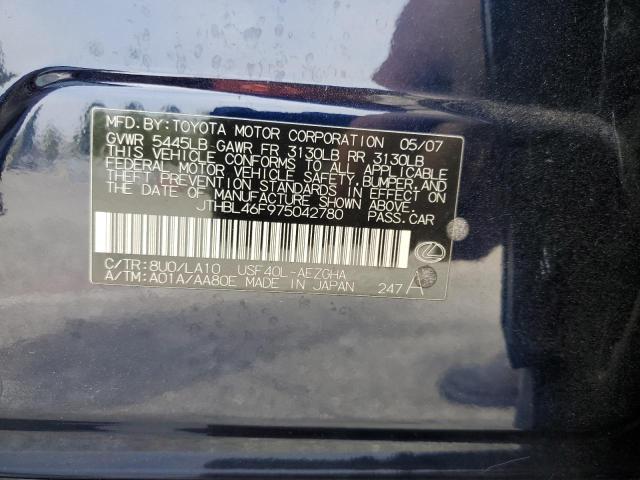 MFD. BY: TOYOTA MOTOR CORPORATION 05/07
GVWR 5445LB GAWR FR 3130LB RR 3130LB
THIS VEHICLE CONFORMS TO ALL APPLICABLE
FEDERAL MOTOR VEHICLE SAFETY, BUMPER, AND
THEFT PREVENTION STANDARDS IN EFFECT ON
THE DATE OF MANUFACTURE SHOWN ABOVE.
JTHBL46F975042780 PASS.CAR
C/TR: 8U0/LA10 USF40L-AEZGHA
A/TM: A01A/AA80E MADE IN JAPAN 247 A